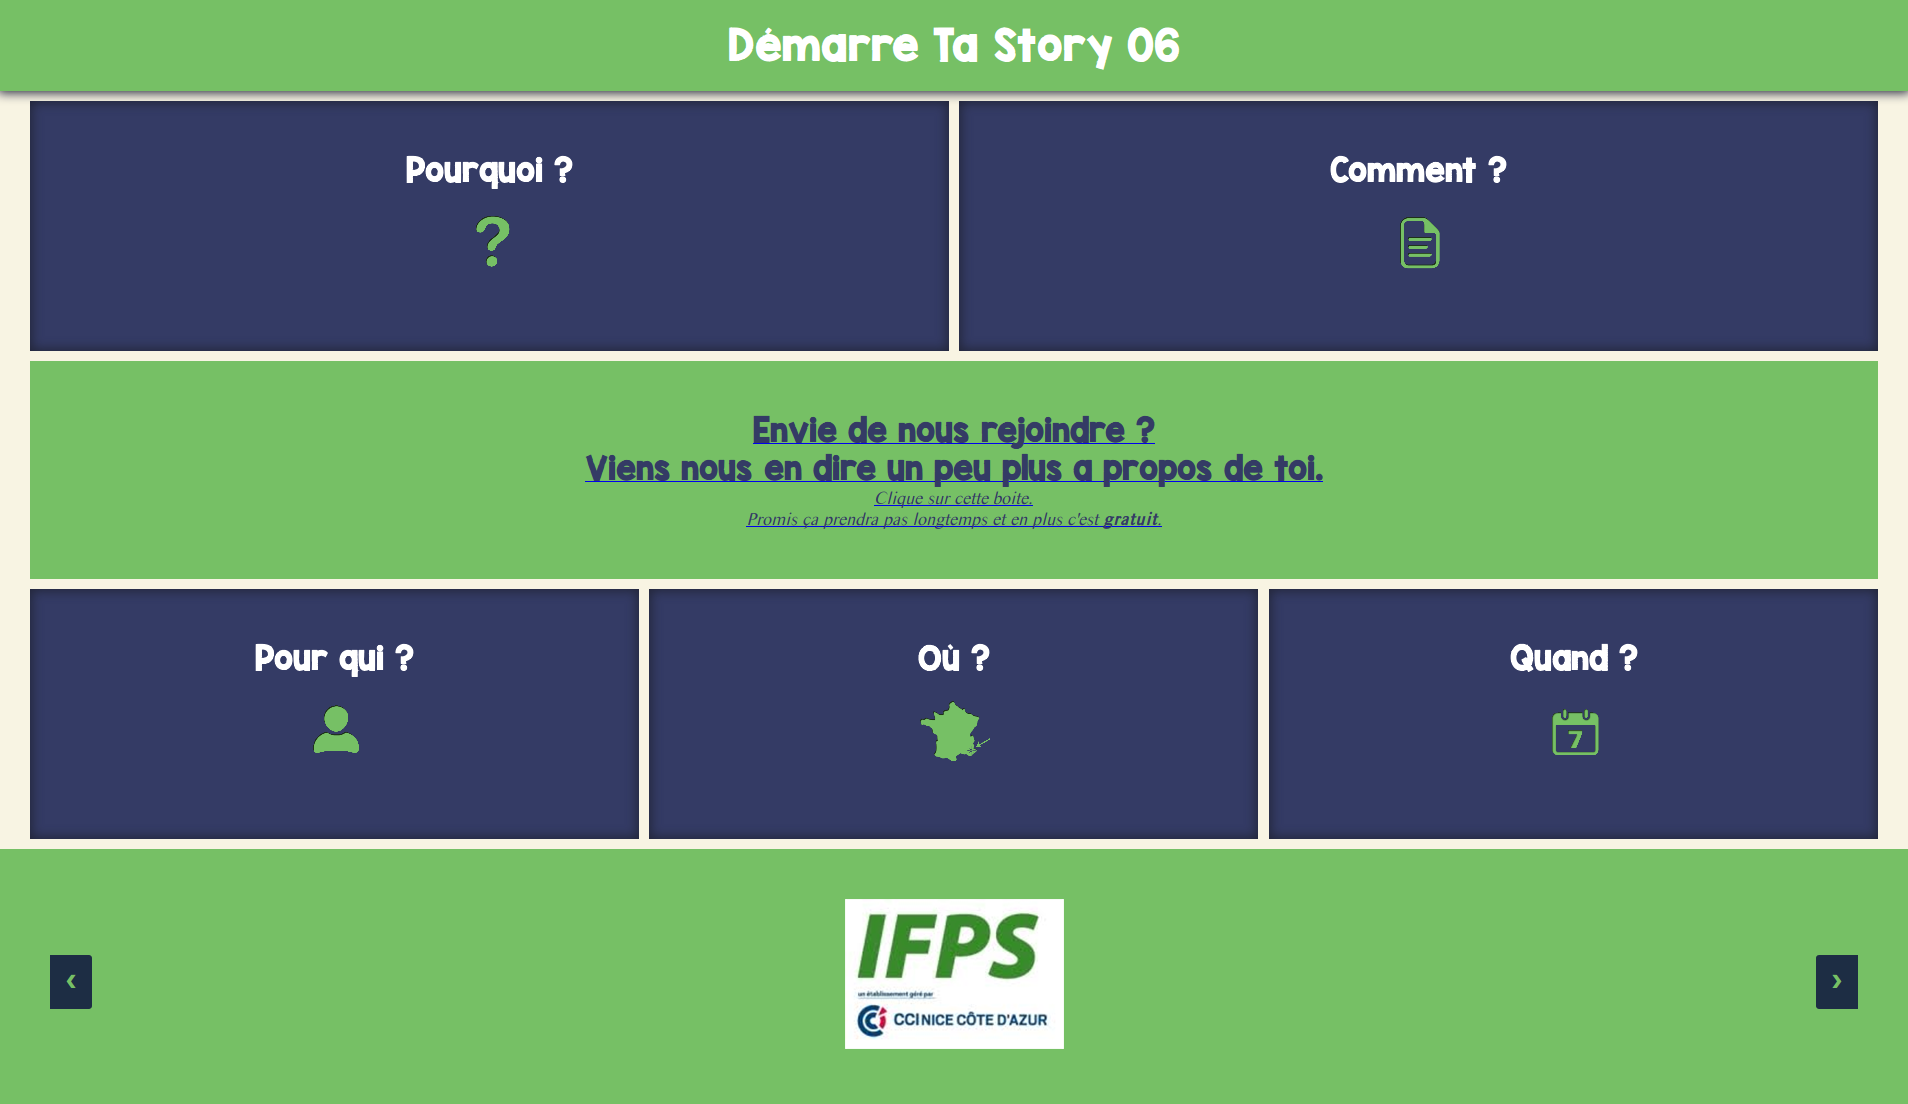 Démarre Ta Story 06
Pourquoi ?
Comment ?
Envie de nous rejoindre ?
Viens nous en dire un peu plus a propos de toi.
Clique sur cette boite.
Promis ça prendra pas longtemps et en plus c'est gratuit.
Pour qui ?
Où ?
Quand ?
7
IFPS
un établissement géré par
CCI NICE CÔTE D'AZUR
‹
›